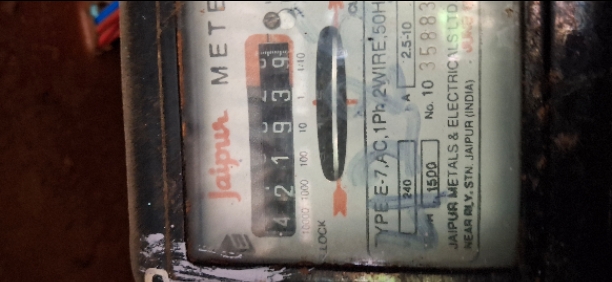 Jaipur METE
4 2 1 9 3 9
10000 1000 100 10 1 1/10
LOCK
TYPE E-7,AC,1Ph,2WIRE,50H
240 A 2.5-10
1500 No. 10 35883
JAIPUR METALS & ELECTRICALS LTD.
NEAR RLY. STN. JAIPUR (INDIA)